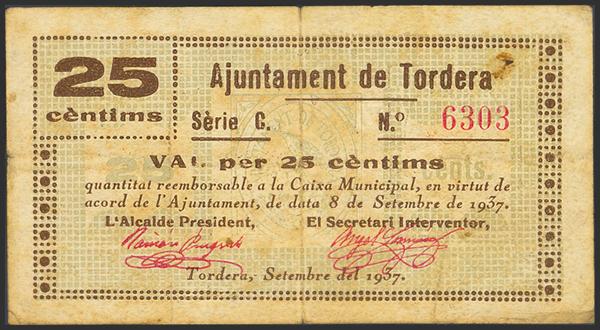 25
cèntims
Ajuntament de Tordera
Sèrie C. N.º 6303
VAL per 25 cèntims
quantitat reemborsable a la Caixa Municipal, en virtut de
acord de l'Ajuntament, de data 8 de Setembre de 1937.
L'Alcalde President, El Secretari Interventor,
Tordera, Setembre del 1937.